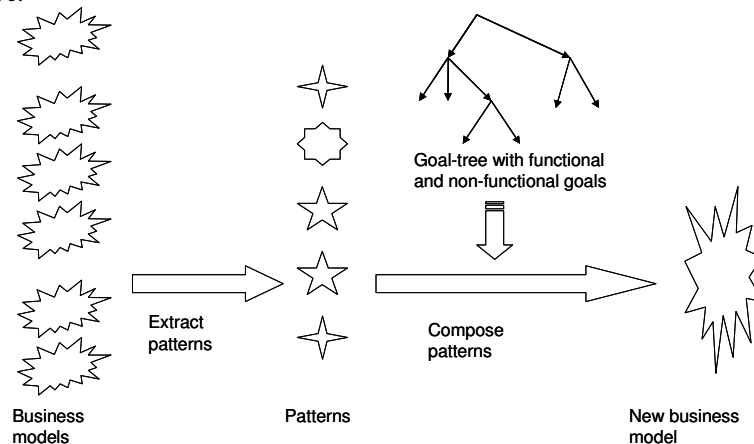 Goal-tree with functional
and non-functional goals
Extract
patterns
Compose
patterns
Business
models
Patterns
New business
model